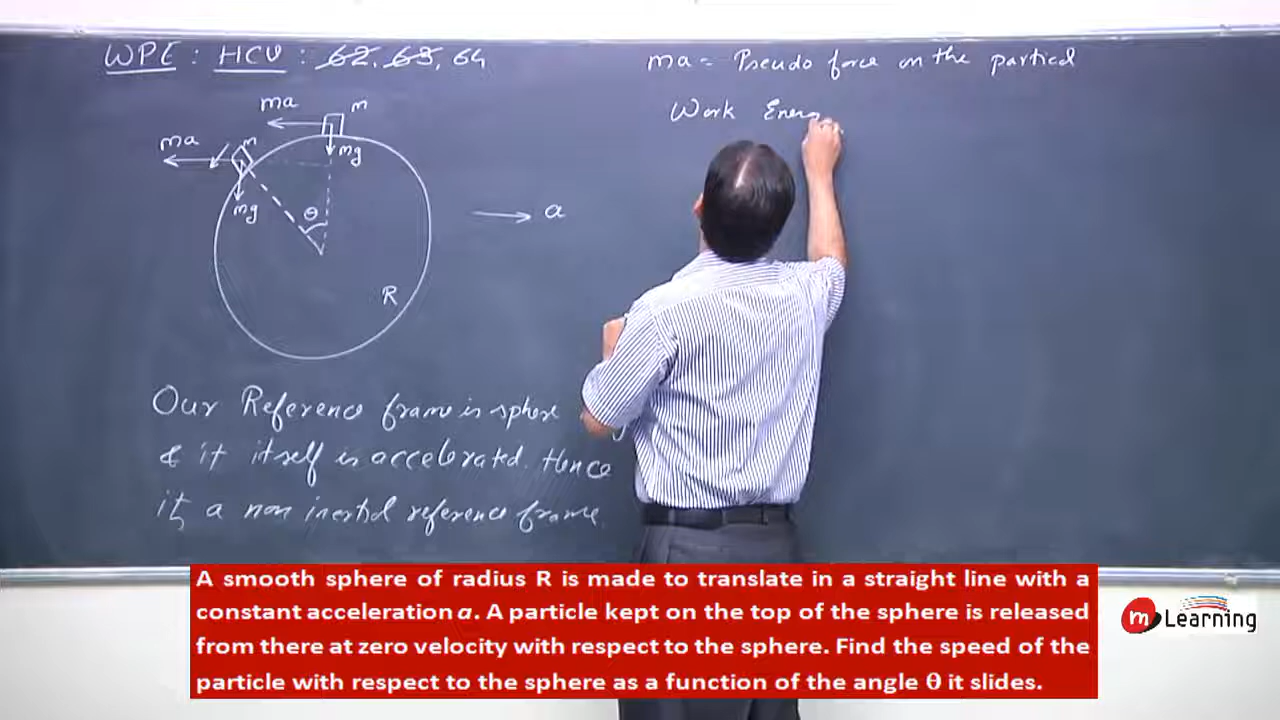 WPE : HCV : 62, 63, 64
ma = Pseudo force on the partical
Work Energ
ma
m
ma
m
mg
mg
θ
a
R
Our Reference frame is sphere
& it itself is accelerated. Hence
its a non inertial reference frame.
A smooth sphere of radius R is made to translate in a straight line with a
constant acceleration a. A particle kept on the top of the sphere is released
from there at zero velocity with respect to the sphere. Find the speed of the
particle with respect to the sphere as a function of the angle θ it slides.
m Learning